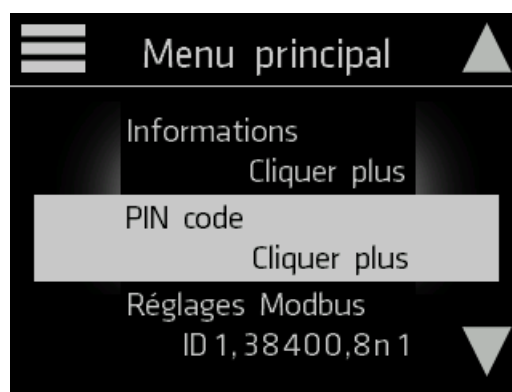 Menu principal
Informations
Cliquer plus
PIN code
Cliquer plus
Réglages Modbus
ID 1, 38400,8n 1